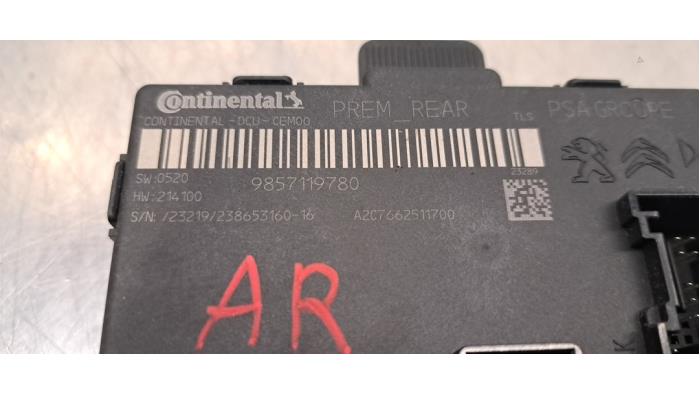 Continental PREM_REAR TLS PSA GROUPE
CONTINENTAL-DCU-CEM00
SW:0520 9857119780 23289
HW:214100
S/N: /23219/238653160-16 A2C7662511700
AR
K